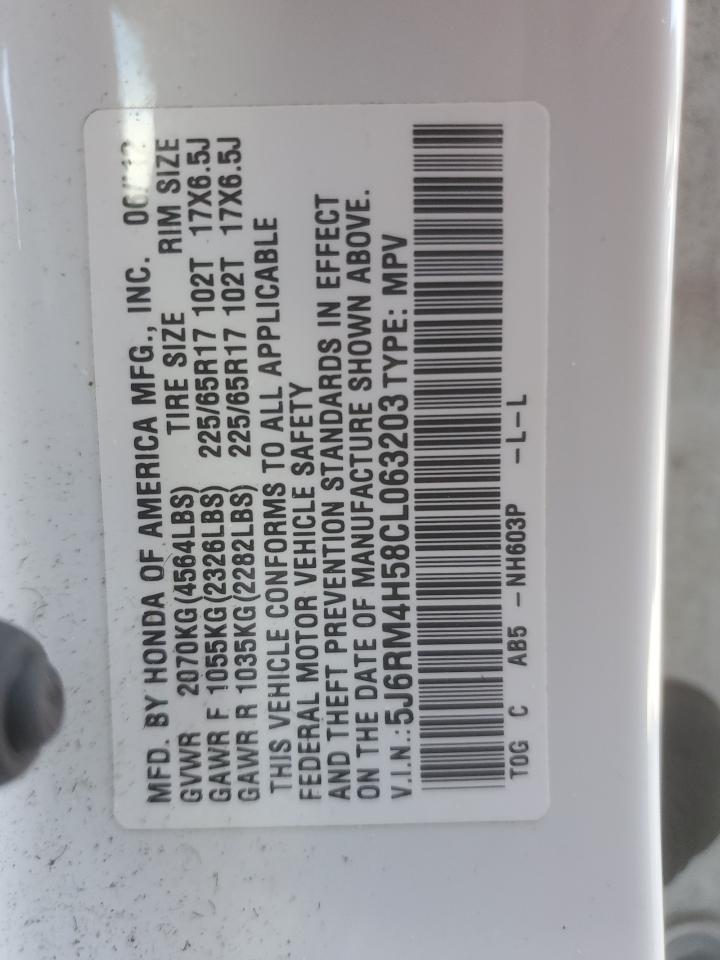 MFD. BY HONDA OF AMERICA MFG., INC. 06/12
GVWR 2070KG(4564LBS) TIRE SIZE RIM SIZE
GAWR F 1055KG(2326LBS) 225/65R17 102T 17X6.5J
GAWR R 1035KG(2282LBS) 225/65R17 102T 17X6.5J
THIS VEHICLE CONFORMS TO ALL APPLICABLE
FEDERAL MOTOR VEHICLE SAFETY
AND THEFT PREVENTION STANDARDS IN EFFECT
ON THE DATE OF MANUFACTURE SHOWN ABOVE.
V.I.N.:5J6RM4H58CL063203 TYPE: MPV
T0G C AB5 -NH603P -L-L